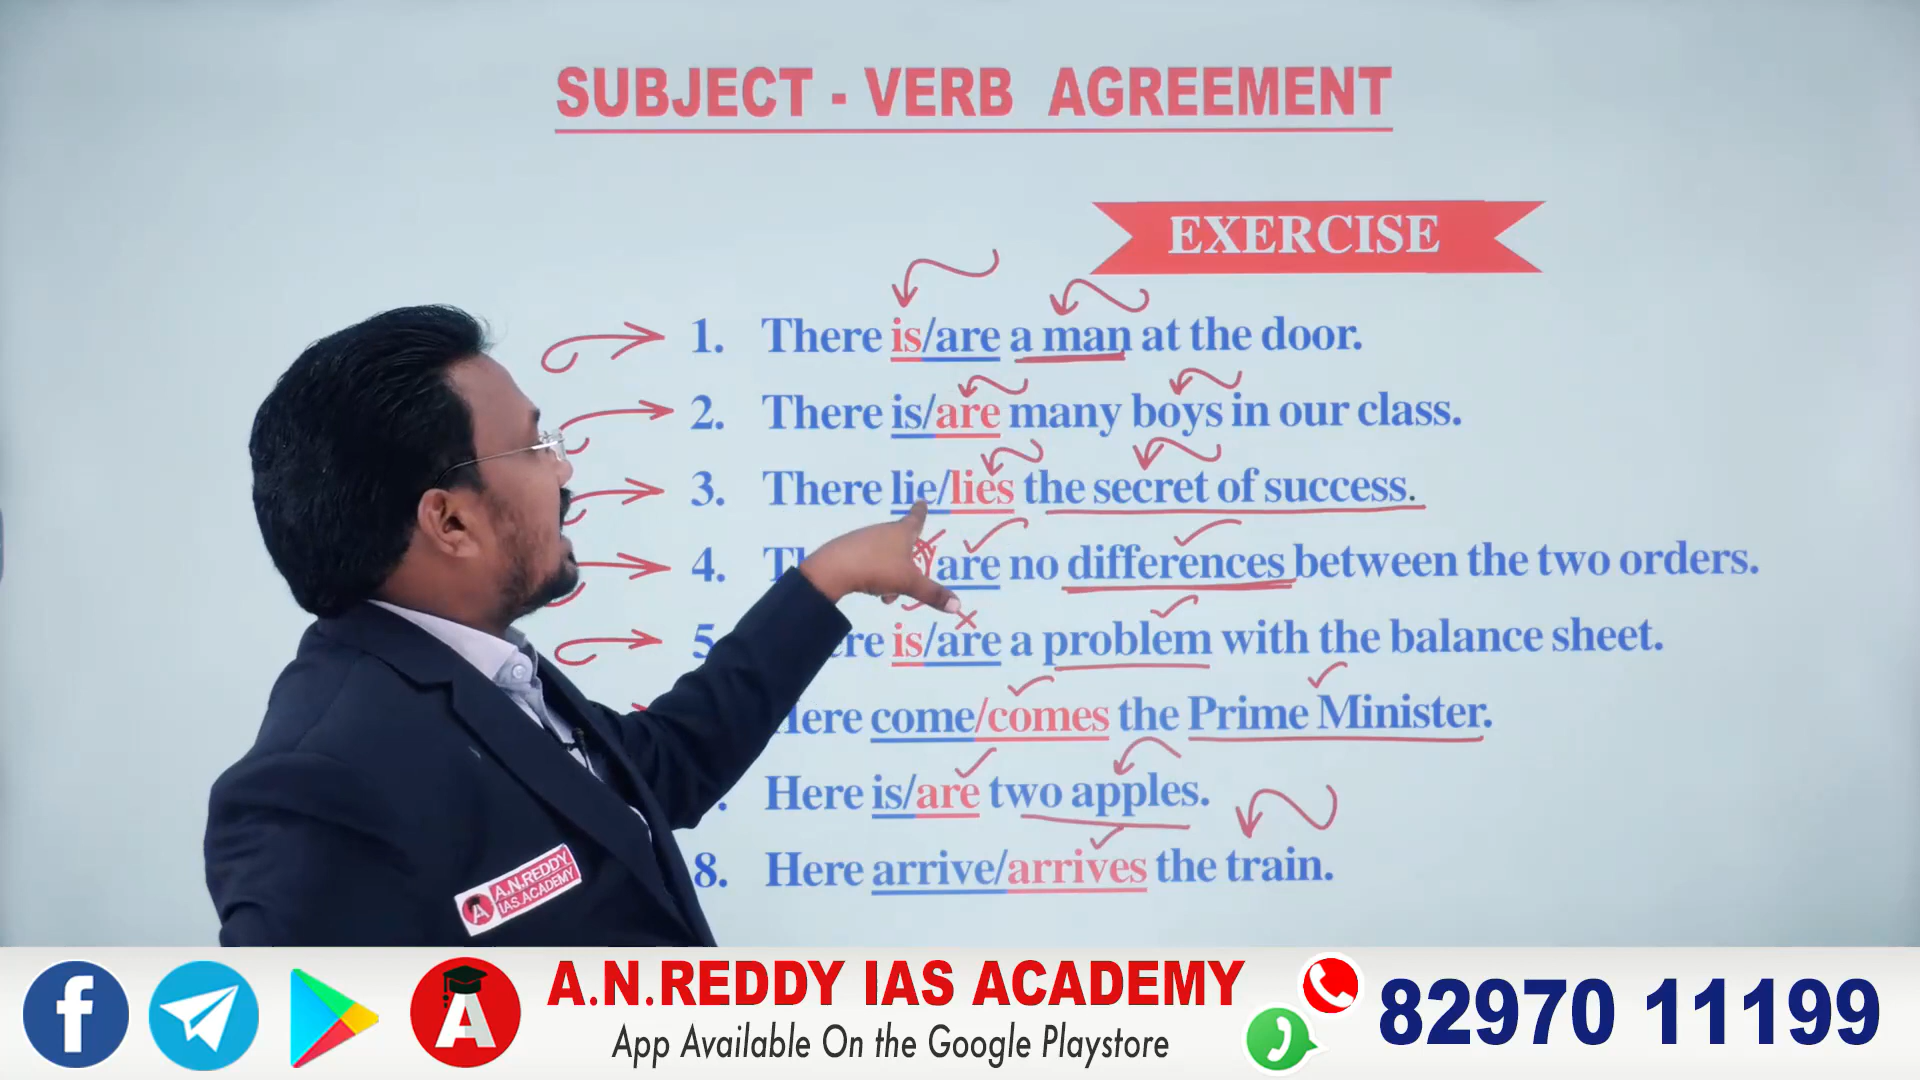 SUBJECT - VERB AGREEMENT
EXERCISE
1. There is/are a man at the door.
2. There is/are many boys in our class.
3. There lie/lies the secret of success.
4. are no differences between the two orders.
5 is/are a problem with the balance sheet.
Here come/comes the Prime Minister.
Here is/are two apples.
8. Here arrive/arrives the train.
A.N.REDDY
IAS ACADEMY
A.N.REDDY IAS ACADEMY
App Available On the Google Playstore
82970 11199